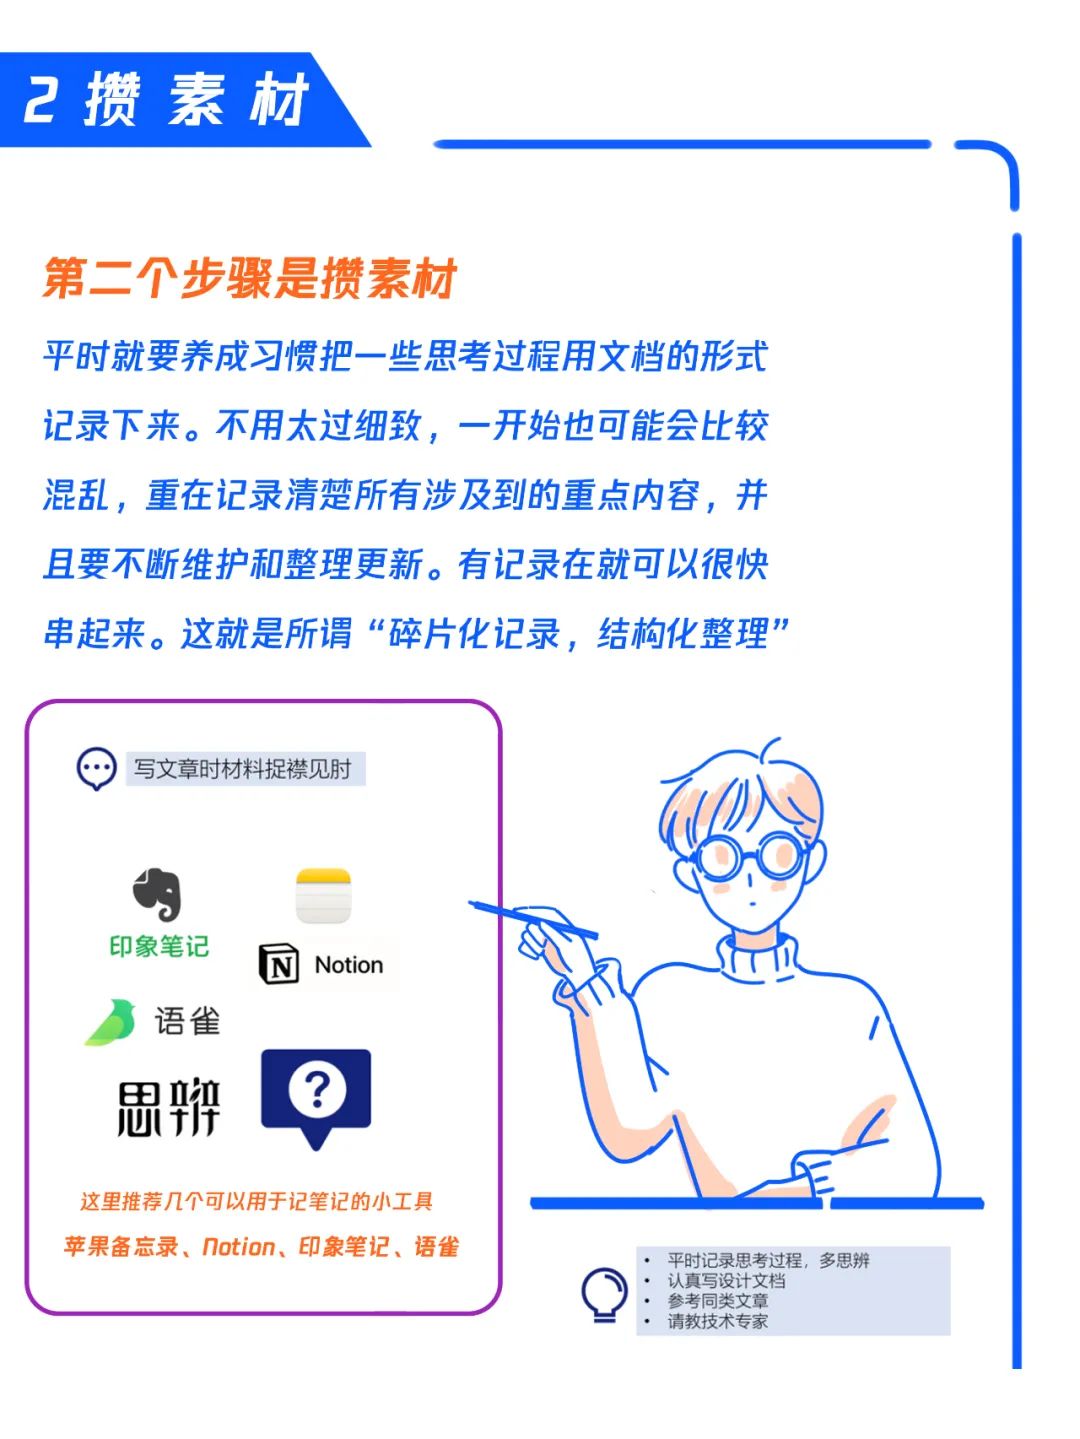 2 攒素材
第二个步骤是攒素材
平时就要养成习惯把一些思考过程用文档的形式
记录下来。不用太过细致，一开始也可能会比较
混乱，重在记录清楚所有涉及到的重点内容，并
且要不断维护和整理更新。有记录在就可以很快
串起来。这就是所谓“碎片化记录，结构化整理”
写文章时材料捉襟见肘
印象笔记
N Notion
语雀
思辨
?
这里推荐几个可以用于记笔记的小工具
苹果备忘录、Notion、印象笔记、语雀
• 平时记录思考过程，多思辨
• 认真写设计文档
• 参考同类文章
• 请教技术专家